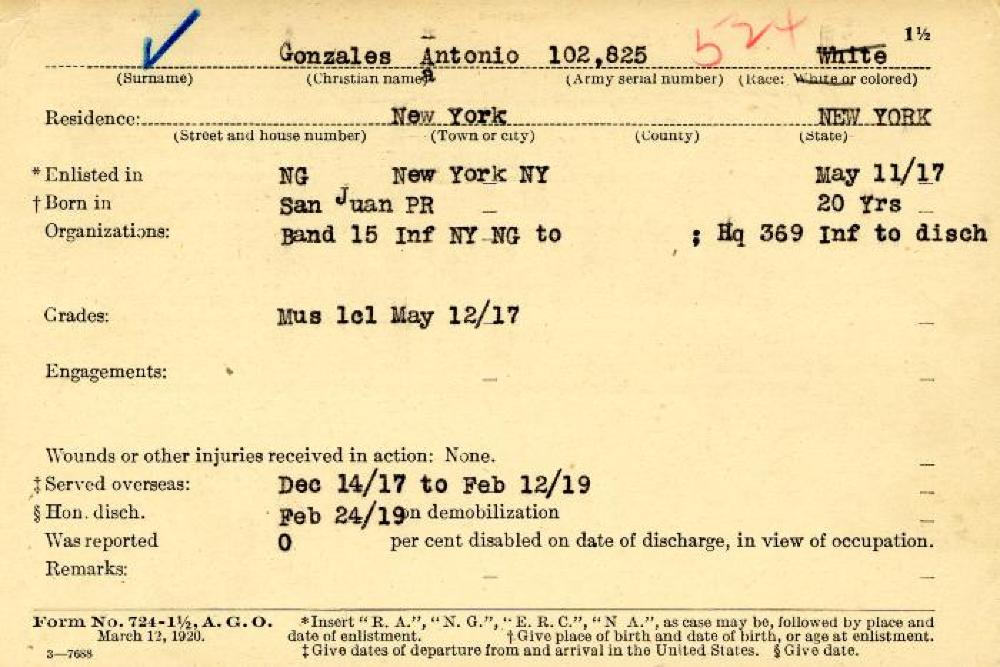 524 1½
Gonzales Antonio 102,825 White
(Surname) (Christian name) (Army serial number) (Race: White or colored)
a
Residence: New York NEW YORK
(Street and house number) (Town or city) (County) (State)
* Enlisted in NG New York NY May 11/17
† Born in San Juan PR 20 Yrs
Organizations: Band 15 Inf NY NG to ; Hq 369 Inf to disch
Grades: Mus 1cl May 12/17
Engagements:
Wounds or other injuries received in action: None.
‡ Served overseas: Dec 14/17 to Feb 12/19
§ Hon. disch. Feb 24/19 on demobilization
Was reported 0 per cent disabled on date of discharge, in view of occupation.
Remarks:
Form No. 724-1½, A. G. O. *Insert "R. A.", "N. G.", "E. R. C.", "N A.", as case may be, followed by place and
March 12, 1920. date of enlistment. †Give place of birth and date of birth, or age at enlistment.
3—7688 ‡Give dates of departure from and arrival in the United States. §Give date.